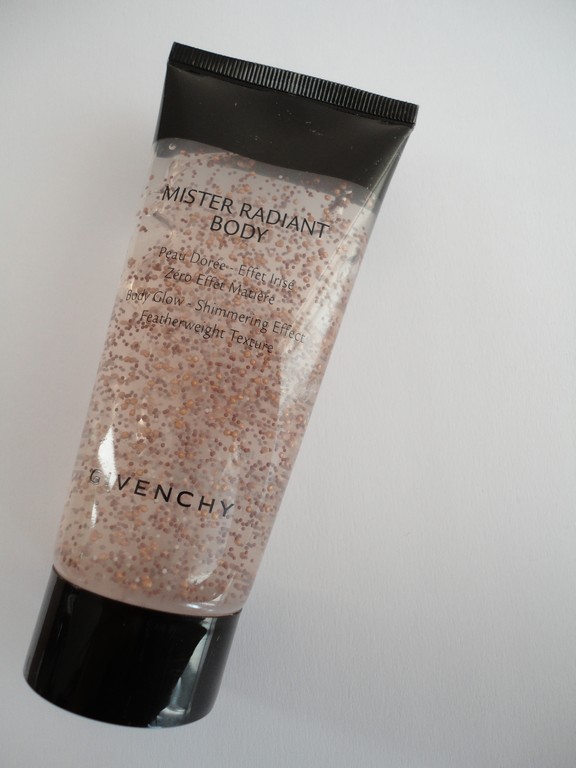 MISTER RADIANT
BODY
Peau Dorée - Effet Irisé
Zéro Effet Matière
Body Glow - Shimmering Effect
Featherweight Texture
GIVENCHY